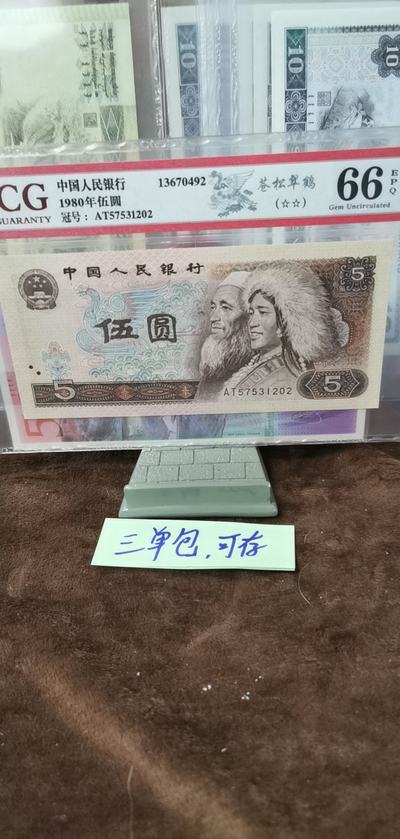 10
10
CG
GUARANTY
中国人民银行
1980年伍圆
冠号: AT57531202
13670492
苍松翠鹤
(☆☆)
66
EPQ
Gem Uncirculated
中国人民银行
5
伍圆
5
AT57531202
5
三单包,可存